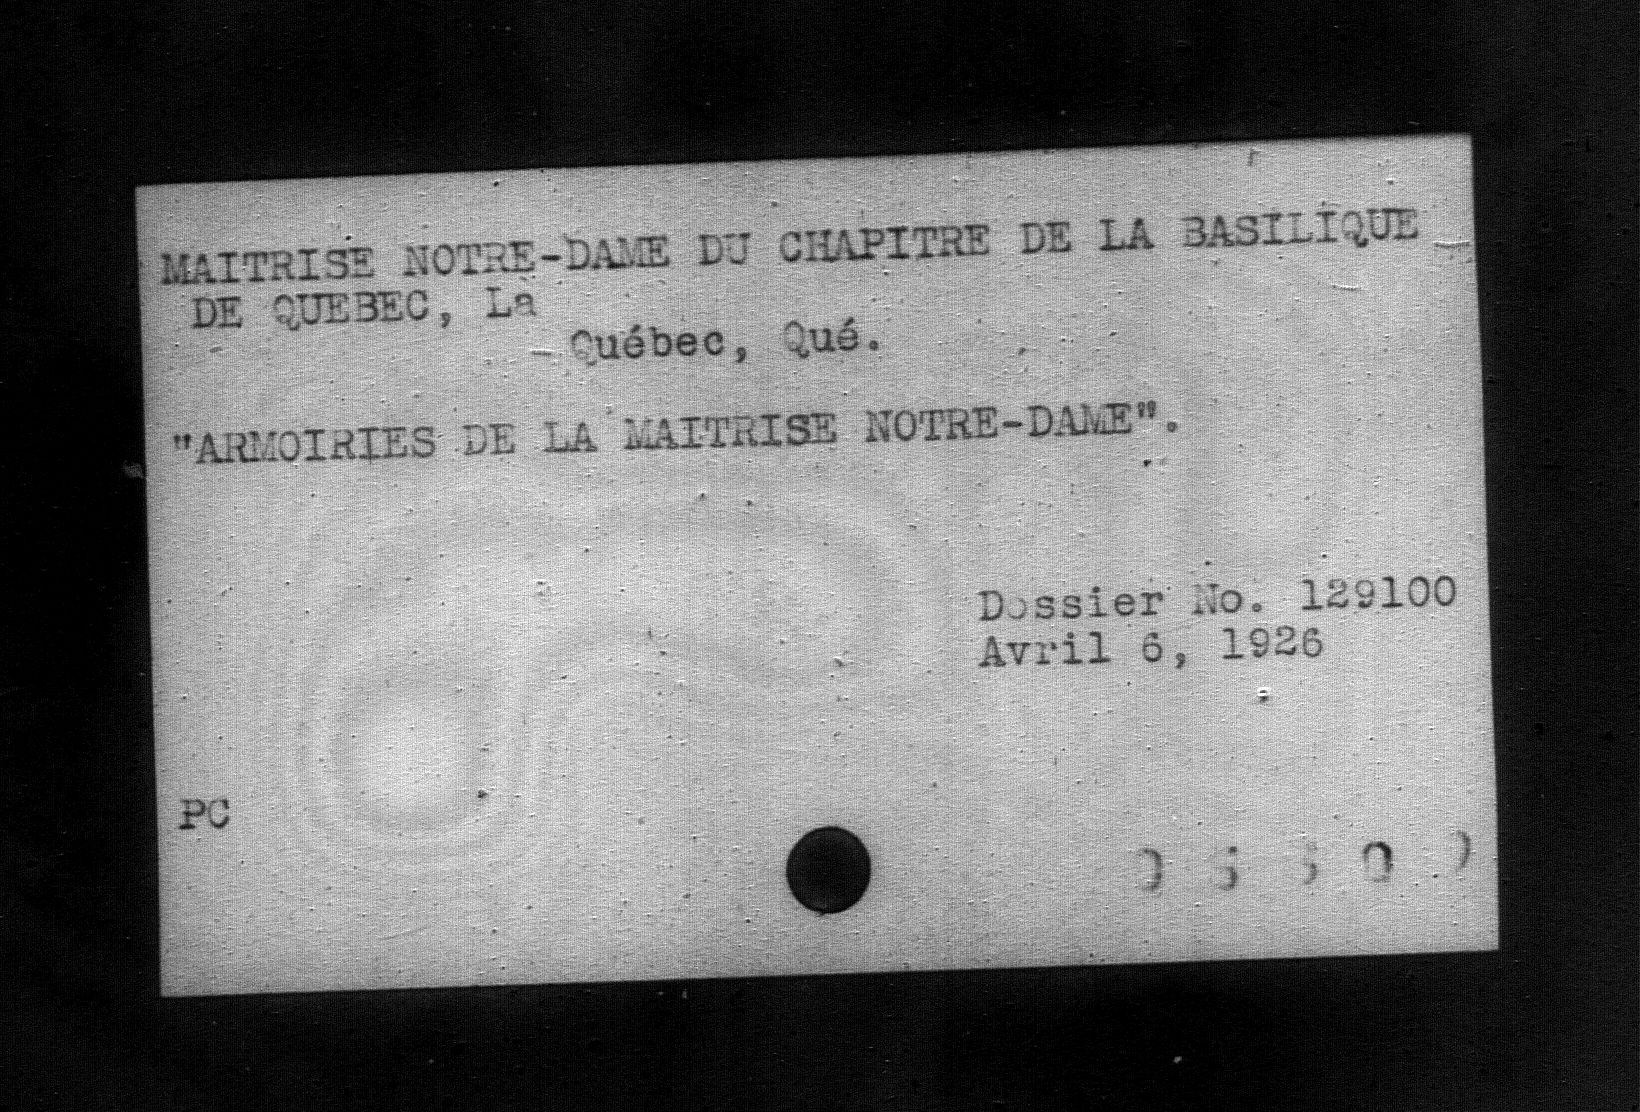 MAITRISE NOTRE-DAME DU CHAPITRE DE LA BASILIQUE
DE QUEBEC, La
- Québec, Qué.
"ARMOIRIES DE LA MAITRISE NOTRE-DAME".
Dossier No. 129100
Avril 6, 1926
PC